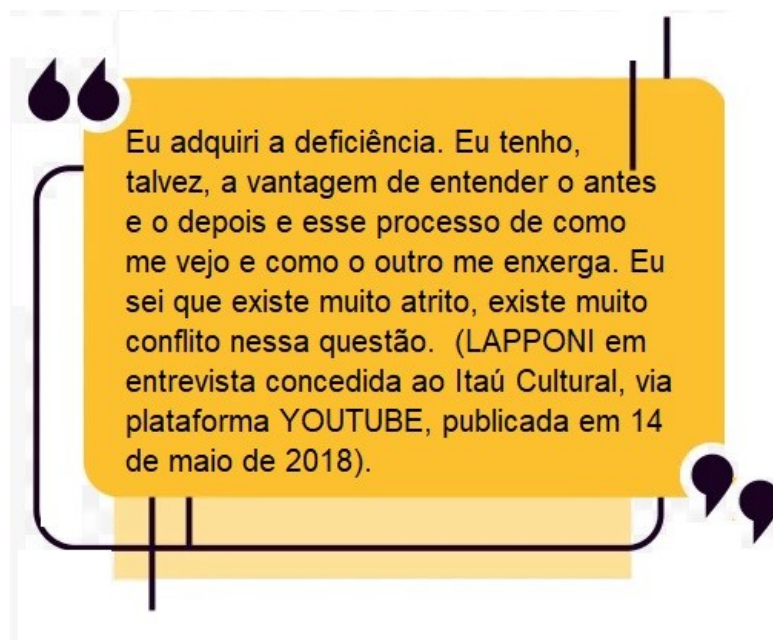 Eu adquiri a deficiência. Eu tenho,
talvez, a vantagem de entender o antes
e o depois e esse processo de como
me vejo e como o outro me enxerga. Eu
sei que existe muito atrito, existe muito
conflito nessa questão. (LAPPONI em
entrevista concedida ao Itaú Cultural, via
plataforma YOUTUBE, publicada em 14
de maio de 2018).